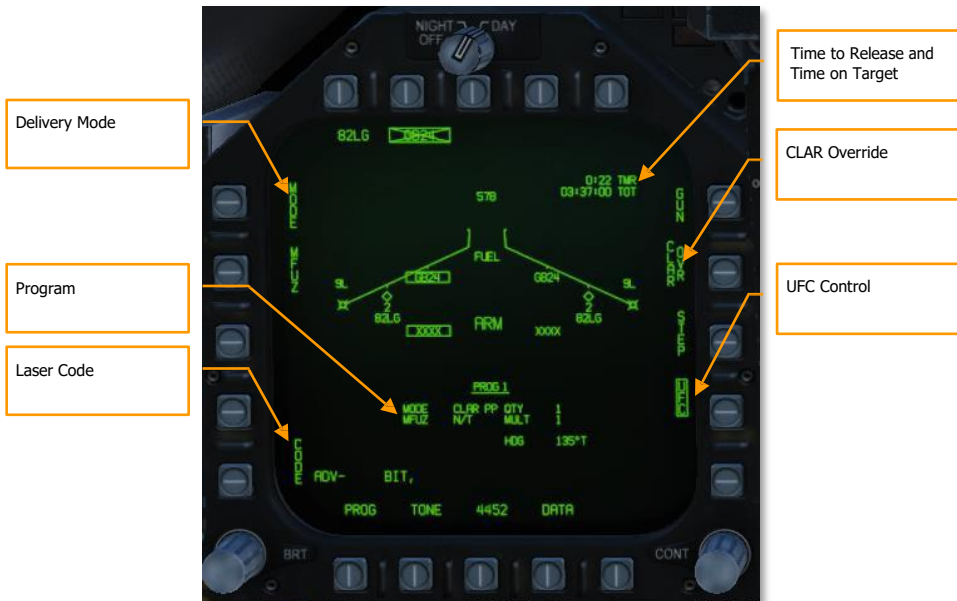 NIGHT DAY
OFF
Time to Release and
Time on Target
Delivery Mode
82LG GB24
0:22 TMR
03:37:00 TOT
MODE
578
GUN
CLAR Override
CLAR
OVR
MFUZ
FUEL
GB24 GB24
9L 9L
Program
2 2
82LG 82LG
ARM
XXXX XXXX
STEP
UFC Control
Laser Code
PROG 1
UFC
MODE CLAR PP QTY 1
MFUZ N/T MULT 1
HDG 135°T
CODE
ADV- BIT,
PROG TONE 4452 DATA
BRT CONT